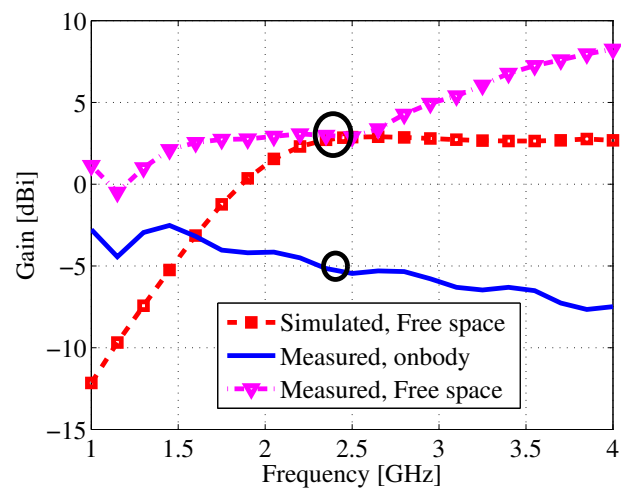 10
5
0
−5
−10
−15
Gain [dBi]
1
1.5
2
2.5
3
3.5
4
Frequency [GHz]
Simulated, Free space
Measured, onbody
Measured, Free space